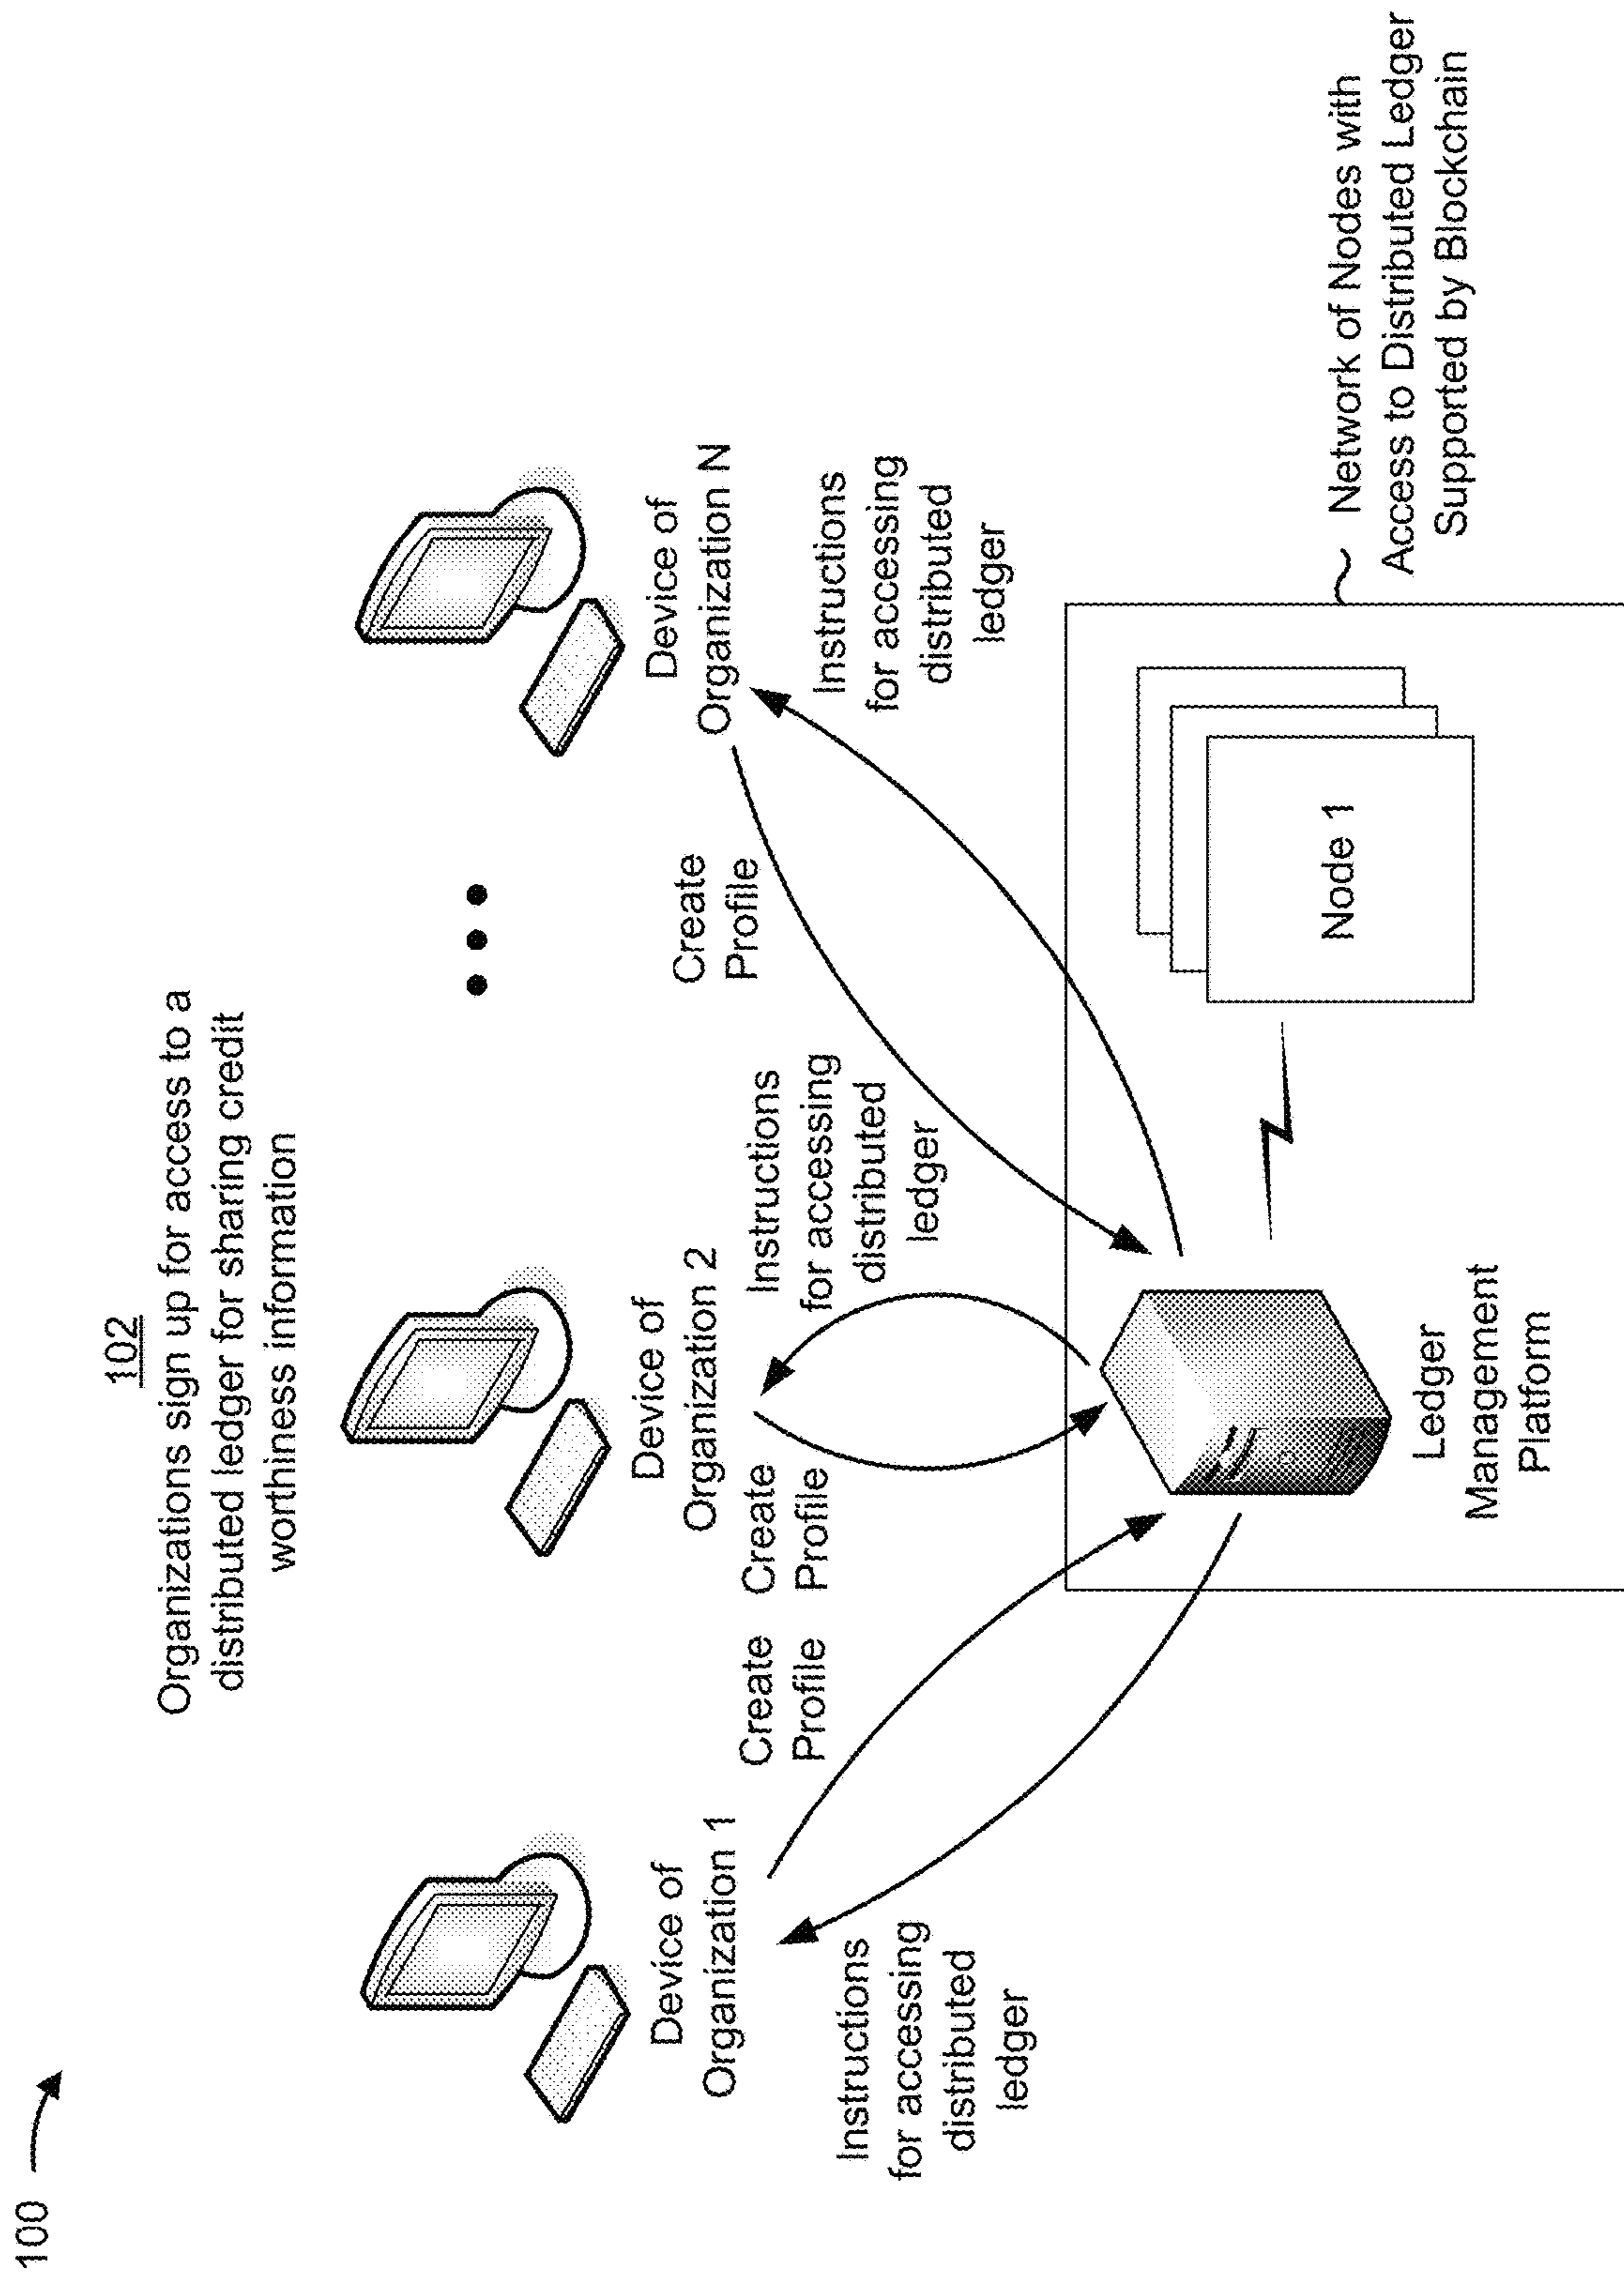 100
102
Organizations sign up for access to a
distributed ledger for sharing credit
worthiness information
Device of
Organization 1
Device of
Organization 2
Device of
Organization N
Create
Profile
Create
Profile
Create
Profile
Instructions
for accessing
distributed
ledger
Instructions
for accessing
distributed
ledger
Instructions
for accessing
distributed
ledger
Ledger
Management
Platform
Node 1
Network of Nodes with
Access to Distributed Ledger
Supported by Blockchain